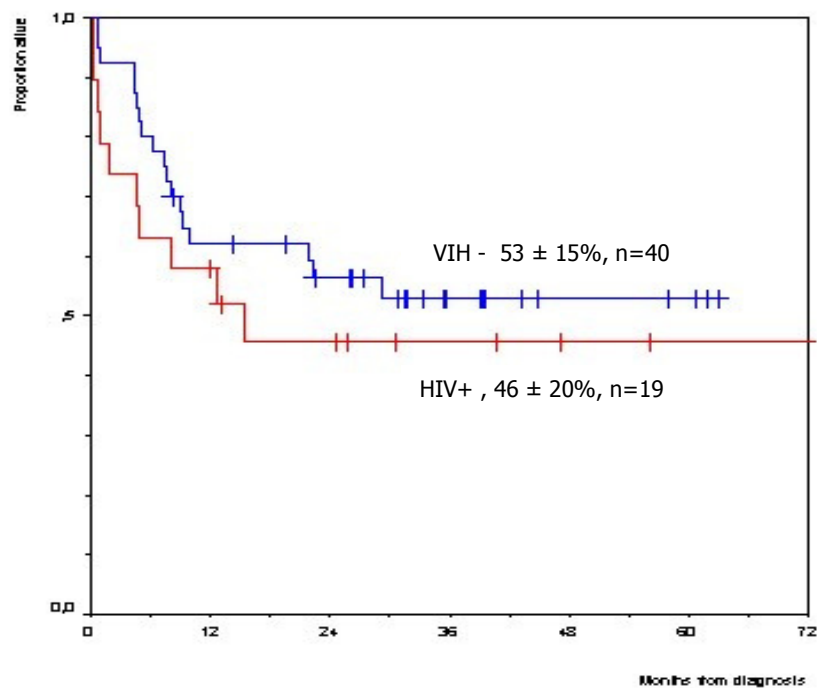 Proportion alive
1,0
VIH - 53 ± 15%, n=40
,5
HIV+ , 46 ± 20%, n=19
0,0
0 12 24 36 48 60 72
Months from diagnosis